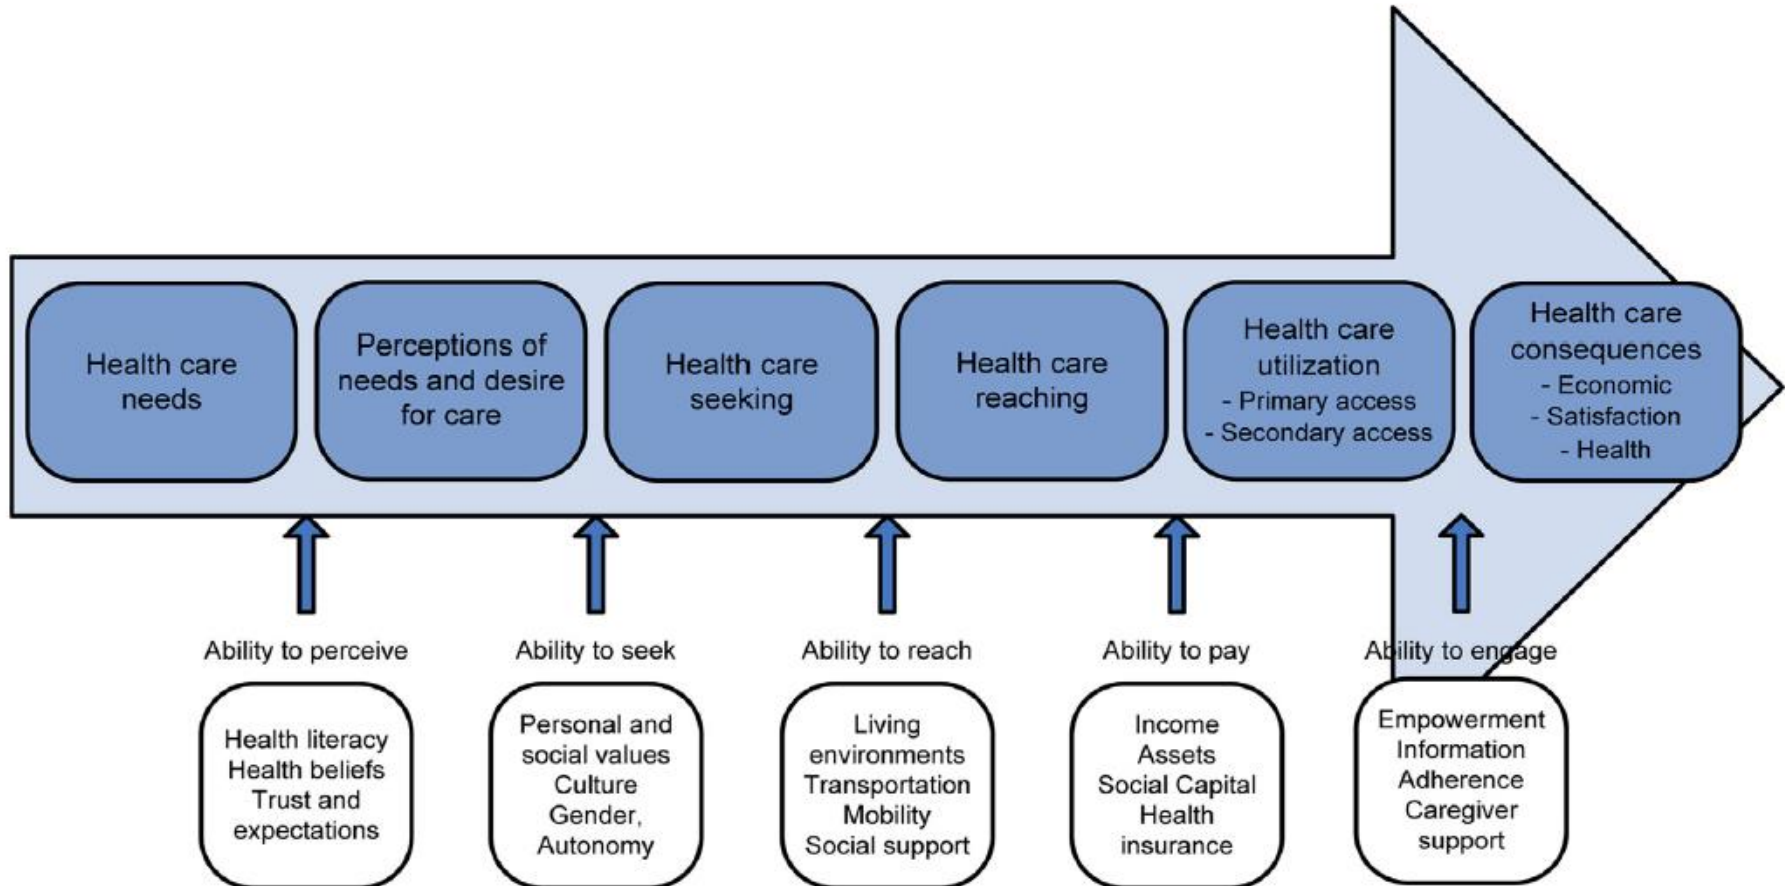 Health care
needs
Perceptions of
needs and desire
for care
Health care
seeking
Health care
reaching
Health care
utilization
- Primary access
- Secondary access
Health care
consequences
- Economic
- Satisfaction
- Health
Ability to perceive
Ability to seek
Ability to reach
Ability to pay
Ability to engage
Health literacy
Health beliefs
Trust and
expectations
Personal and
social values
Culture
Gender,
Autonomy
Living
environments
Transportation
Mobility
Social support
Income
Assets
Social Capital
Health
insurance
Empowerment
Information
Adherence
Caregiver
support